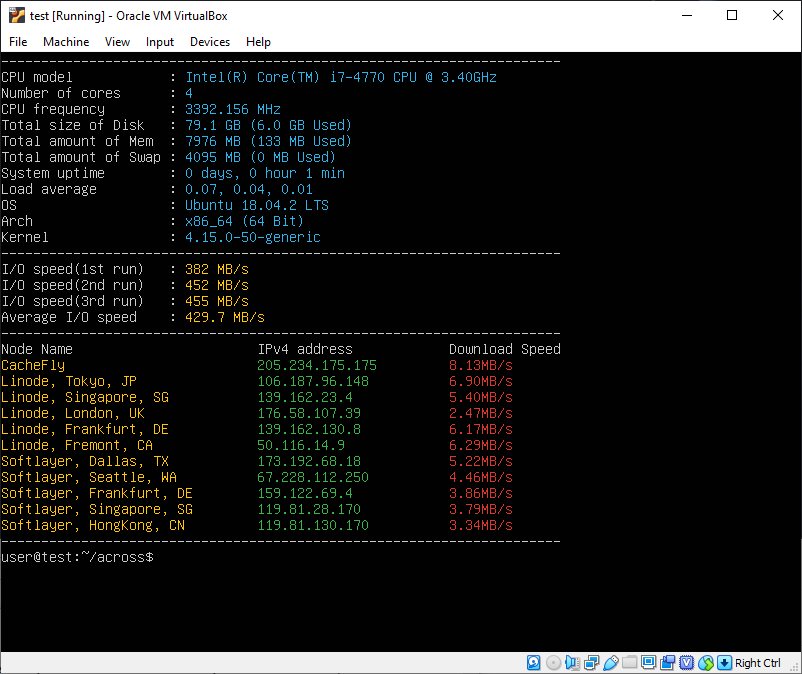 test [Running] - Oracle VM VirtualBox
File Machine View Input Devices Help
----------------------------------------------------------------------
CPU model : Intel(R) Core(TM) i7-4770 CPU @ 3.40GHz
Number of cores : 4
CPU frequency : 3392.156 MHz
Total size of Disk : 79.1 GB (6.0 GB Used)
Total amount of Mem : 7976 MB (133 MB Used)
Total amount of Swap : 4095 MB (0 MB Used)
System uptime : 0 days, 0 hour 1 min
Load average : 0.07, 0.04, 0.01
OS : Ubuntu 18.04.2 LTS
Arch : x86_64 (64 Bit)
Kernel : 4.15.0-50-generic
----------------------------------------------------------------------
I/O speed(1st run) : 382 MB/s
I/O speed(2nd run) : 452 MB/s
I/O speed(3rd run) : 455 MB/s
Average I/O speed : 429.7 MB/s
----------------------------------------------------------------------
Node Name IPv4 address Download Speed
CacheFly 205.234.175.175 8.13MB/s
Linode, Tokyo, JP 106.187.96.148 6.90MB/s
Linode, Singapore, SG 139.162.23.4 5.40MB/s
Linode, London, UK 176.58.107.39 2.47MB/s
Linode, Frankfurt, DE 139.162.130.8 6.17MB/s
Linode, Fremont, CA 50.116.14.9 6.29MB/s
Softlayer, Dallas, TX 173.192.68.18 5.22MB/s
Softlayer, Seattle, WA 67.228.112.250 4.46MB/s
Softlayer, Frankfurt, DE 159.122.69.4 3.86MB/s
Softlayer, Singapore, SG 119.81.28.170 3.79MB/s
Softlayer, HongKong, CN 119.81.130.170 3.34MB/s
----------------------------------------------------------------------
user@test:~/across$
Right Ctrl